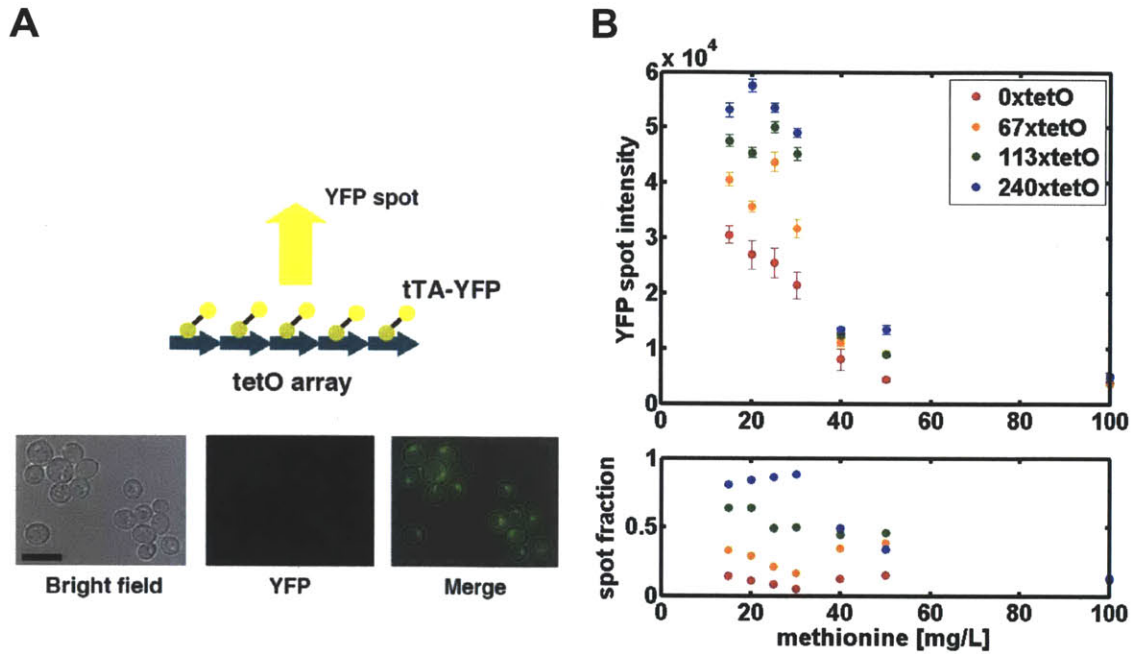 A
YFP spot
tTA-YFP
tetO array
Bright field
YFP
Merge
B
x 10⁴
6
5
4
3
2
1
0
YFP spot intensity
0xtetO
67xtetO
113xtetO
240xtetO
0 20 40 60 80 100
1
0.5
0
spot fraction
0 20 40 60 80 100
methionine [mg/L]